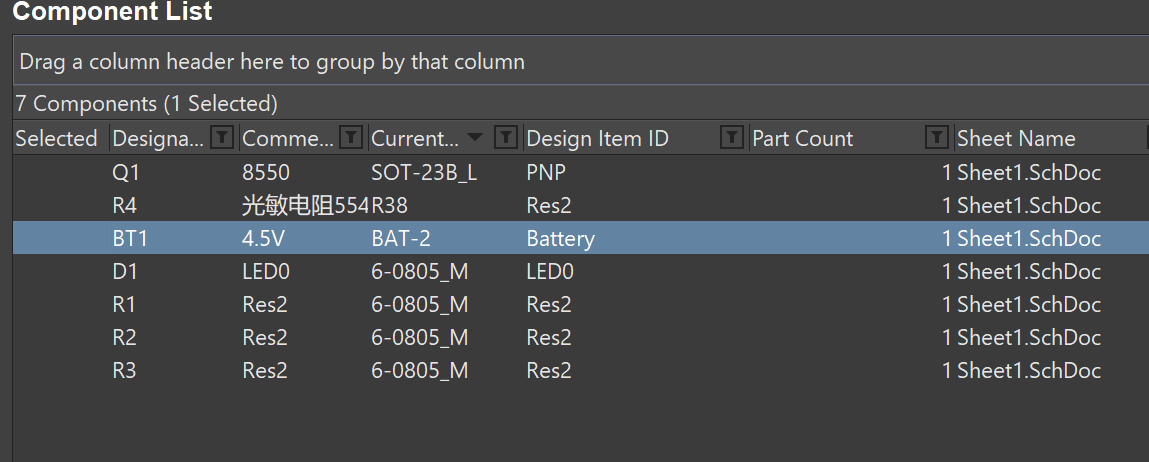 Component List
Drag a column header here to group by that column
7 Components (1 Selected)
Selected Designa... Comme... Current... Design Item ID Part Count Sheet Name
Q1 8550 SOT-23B_L PNP 1 Sheet1.SchDoc
R4 光敏电阻554 R38 Res2 1 Sheet1.SchDoc
BT1 4.5V BAT-2 Battery 1 Sheet1.SchDoc
D1 LED0 6-0805_M LED0 1 Sheet1.SchDoc
R1 Res2 6-0805_M Res2 1 Sheet1.SchDoc
R2 Res2 6-0805_M Res2 1 Sheet1.SchDoc
R3 Res2 6-0805_M Res2 1 Sheet1.SchDoc